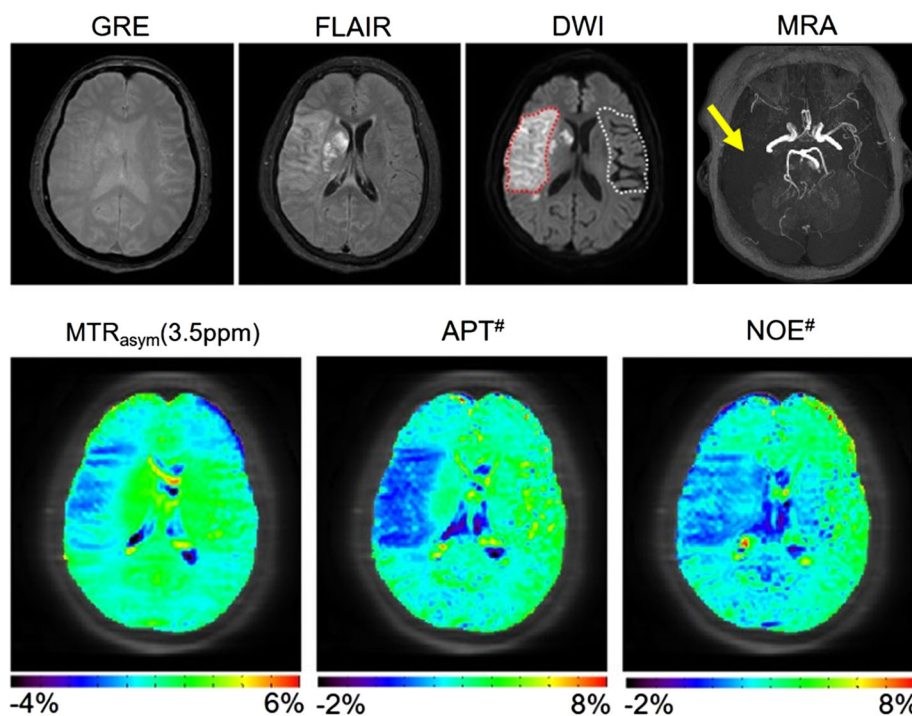 GRE FLAIR DWI MRA
MTRasym(3.5ppm) APT# NOE#
-4% 6% -2% 8% -2% 8%